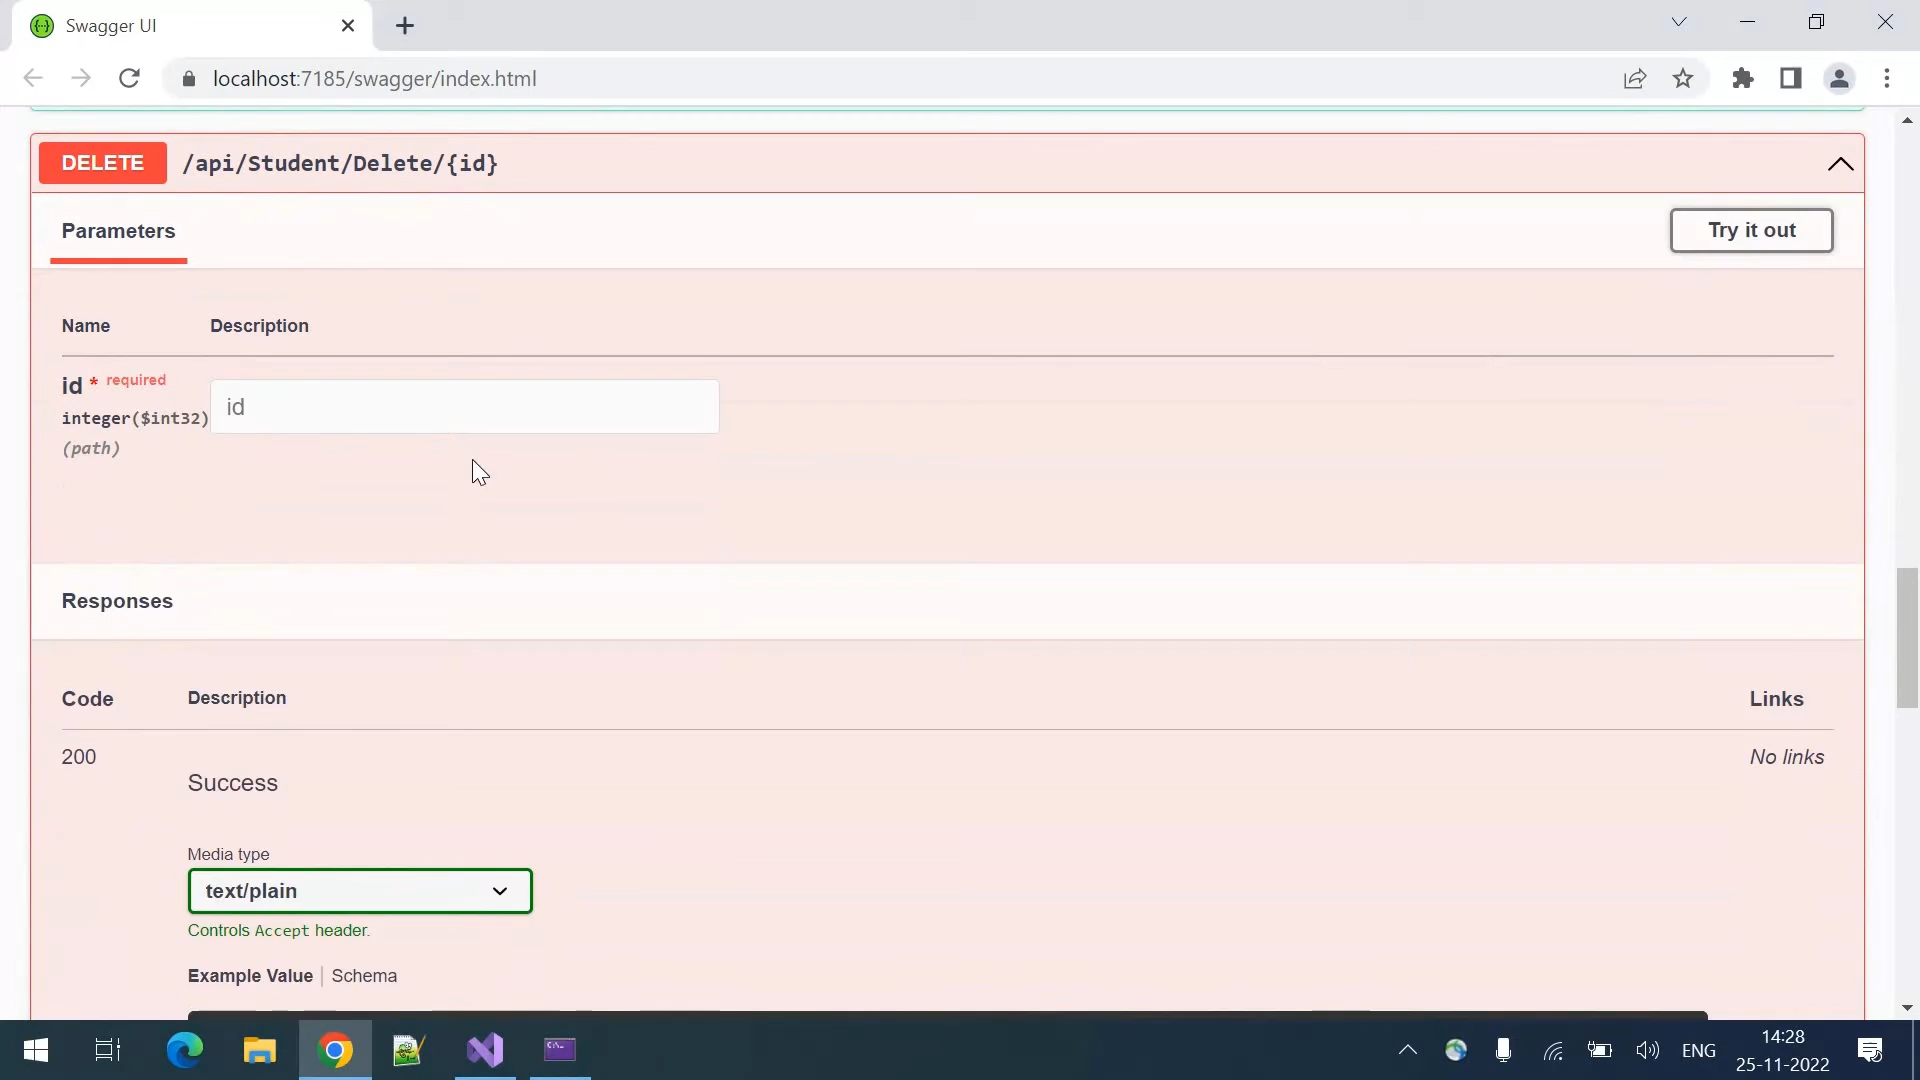 Swagger UI
localhost:7185/swagger/index.html
DELETE /api/Student/Delete/{id}
Parameters
Try it out
Name Description
id * required
integer($int32)
(path)
id
Responses
Code Description Links
200 No links
Success
Media type
text/plain
Controls Accept header.
Example Value | Schema
C:\_
ENG
14:28
25-11-2022